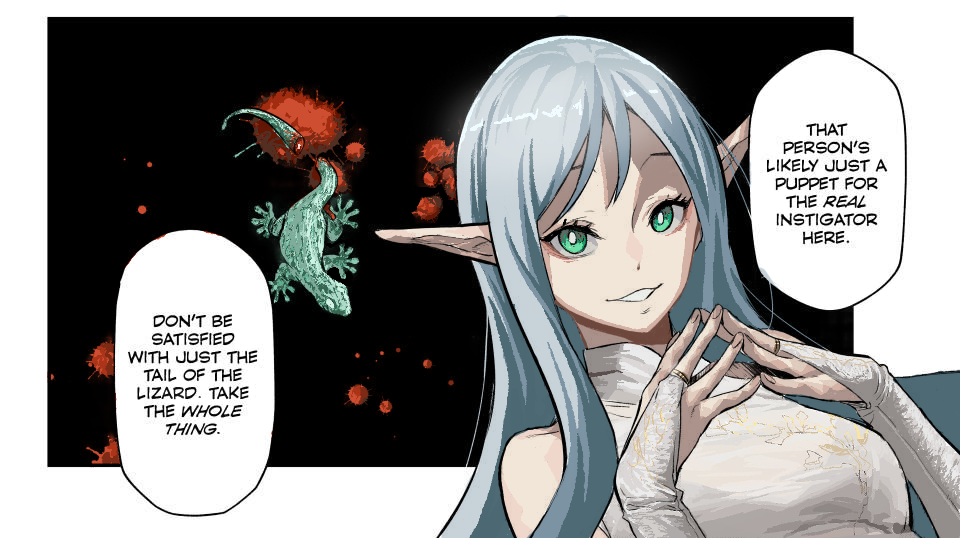 THAT
PERSON'S
LIKELY JUST A
PUPPET FOR
THE REAL
INSTIGATOR
HERE.
DON'T BE
SATISFIED
WITH JUST THE
TAIL OF THE
LIZARD. TAKE
THE WHOLE
THING.